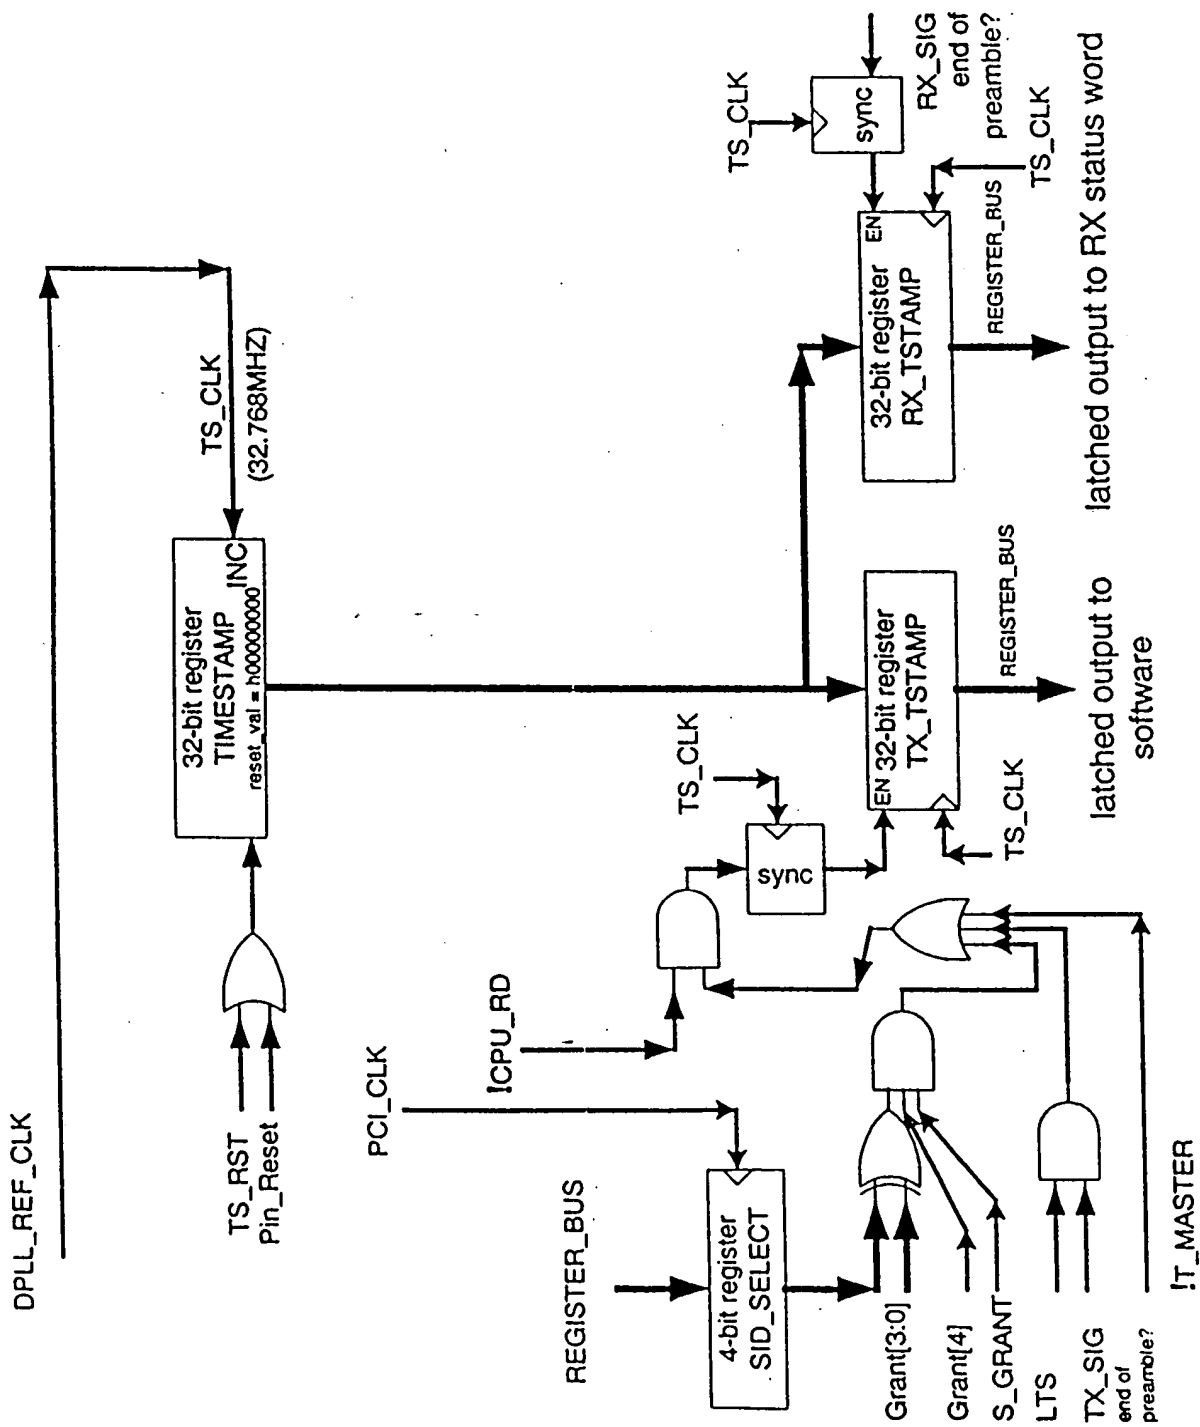 DPLL_REF_CLK
TS_CLK
(32.768MHZ)
TS_RST
Pin_Reset
32-bit register
TIMESTAMP
reset_val = h00000000
INC
PCI_CLK
!CPU_RD
REGISTER_BUS
4-bit register
SID_SELECT
Grant[3:0]
Grant[4]
S_GRANT
LTS
TX_SIG
end of
preamble?
!T_MASTER
TS_CLK
sync
EN
32-bit register
TX_TSTAMP
TS_CLK
REGISTER_BUS
latched output to
software
TS_CLK
sync
RX_SIG
end of
preamble?
EN
32-bit register
RX_TSTAMP
TS_CLK
REGISTER_BUS
latched output to RX status word